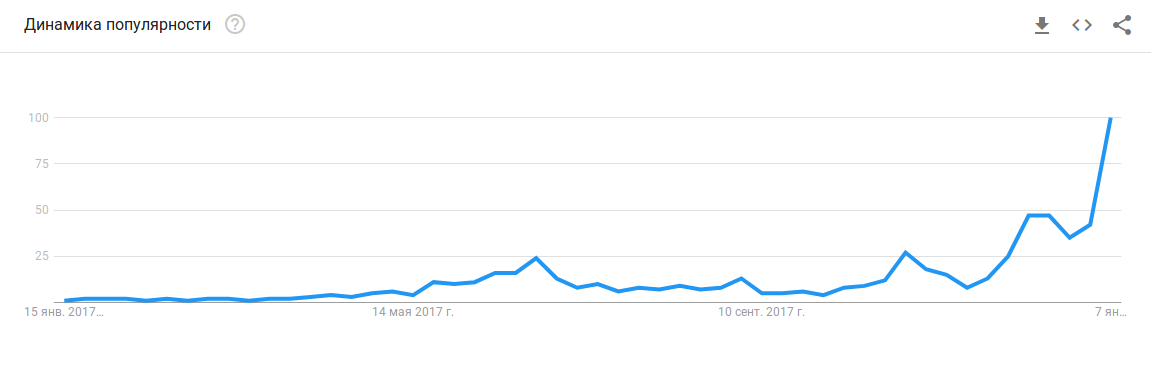 Динамика популярности ?
100
75
50
25
15 янв. 2017…
14 мая 2017 г.
10 сент. 2017 г.
7 ян…